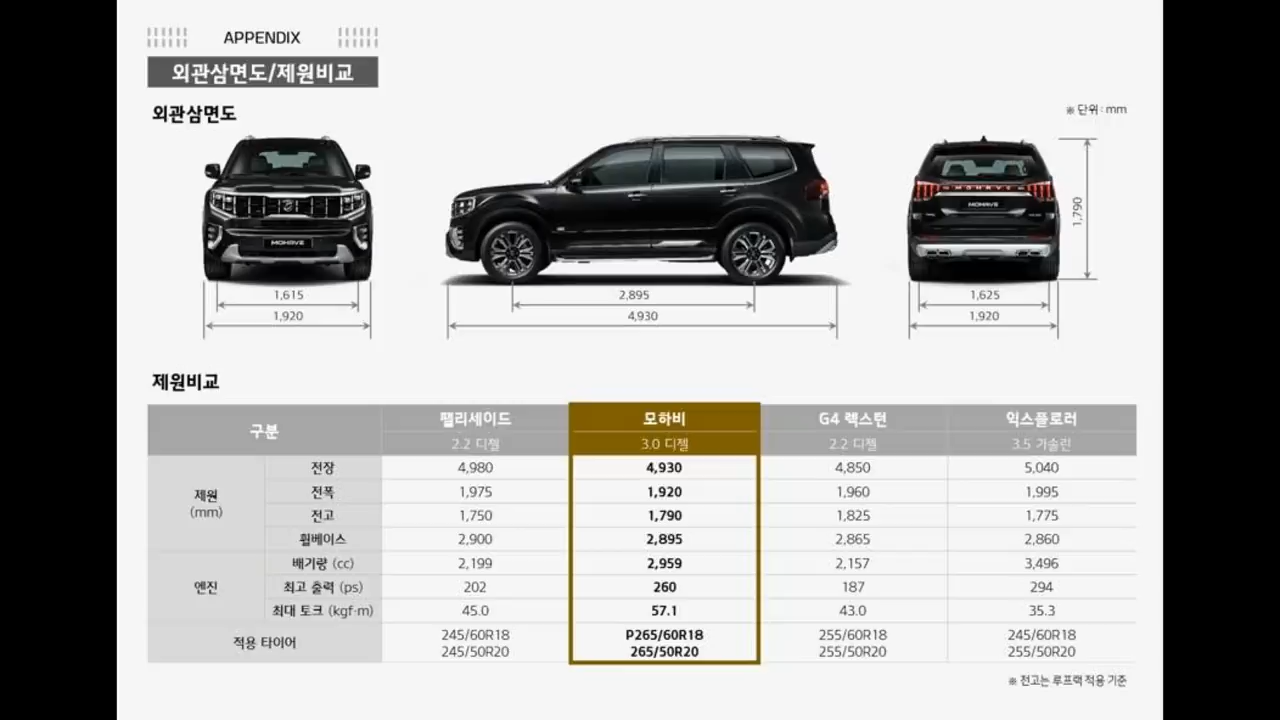 APPENDIX
외관삼면도/제원비교
외관삼면도
※ 단위 : mm
MOHAVE
MOHAVE
MOHAVE
1,790
1,615
1,920
2,895
4,930
1,625
1,920
제원비교
구분 팰리세이드 모하비 G4 렉스턴 익스플로러
2.2 디젤 3.0 디젤 2.2 디젤 3.5 가솔린
제원 (mm)
전장 4,980 4,930 4,850 5,040
전폭 1,975 1,920 1,960 1,995
전고 1,750 1,790 1,825 1,775
휠베이스 2,900 2,895 2,865 2,860
엔진
배기량 (cc) 2,199 2,959 2,157 3,496
최고 출력 (ps) 202 260 187 294
최대 토크 (kgf·m) 45.0 57.1 43.0 35.3
적용 타이어
245/60R18 P265/60R18 255/60R18 245/60R18
245/50R20 265/50R20 255/50R20 255/50R20
※ 전고는 루프랙 적용 기준